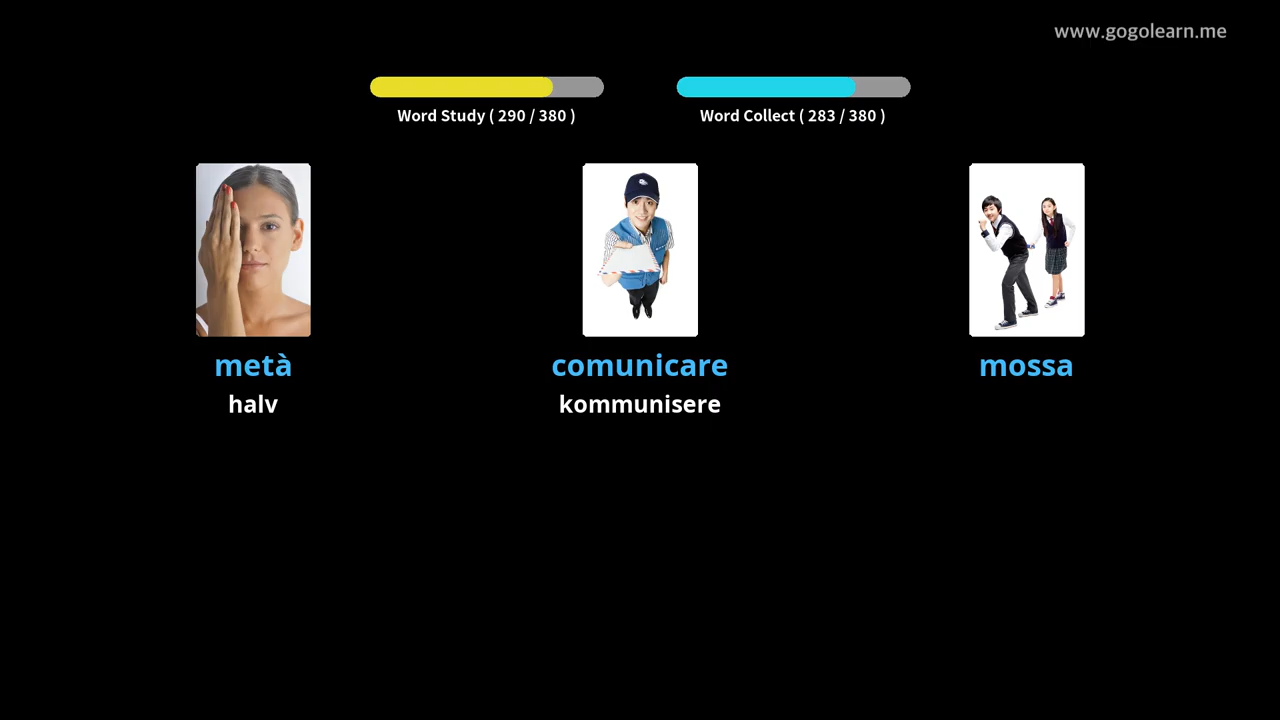 www.gogolearn.me
Word Study ( 290 / 380 )
Word Collect ( 283 / 380 )
metà
comunicare
mossa
halv
kommunisere